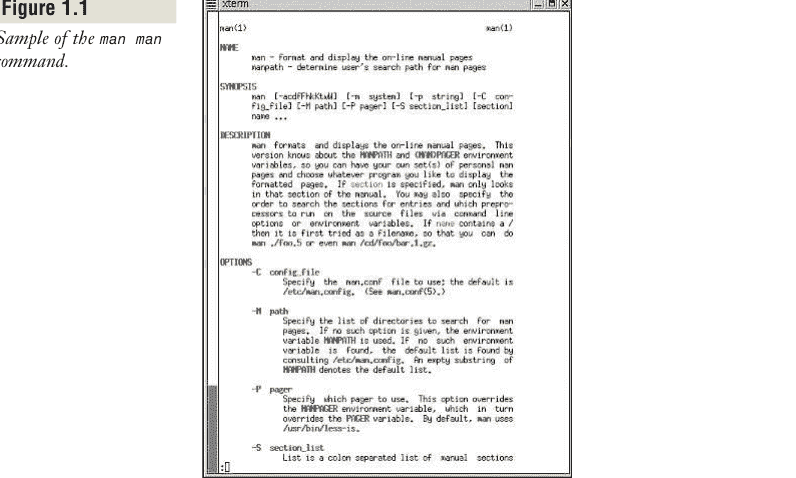 Figure 1.1
Sample of the man man
command.
xterm
man(1) man(1)
NAME
man - format and display the on-line manual pages
manpath - determine user's search path for man pages
SYNOPSIS
man [-acdfFhkKtwW] [-m system] [-p string] [-C con-
fig_file] [-M path] [-P pager] [-S section_list] [section]
name ...
DESCRIPTION
man formats and displays the on-line manual pages. This
version knows about the MANPATH and (MAN)PAGER environment
variables, so you can have your own set(s) of personal man
pages and choose whatever program you like to display the
formatted pages. If section is specified, man only looks
in that section of the manual. You may also specify the
order to search the sections for entries and which prepro-
cessors to run on the source files via command line
options or environment variables. If name contains a /
then it is first tried as a filename, so that you can do
man ./foo.5 or even man /cd/foo/bar.1.gz.
OPTIONS
-C config_file
Specify the man.conf file to use; the default is
/etc/man.config. (See man.conf(5).)
-M path
Specify the list of directories to search for man
pages. If no such option is given, the environment
variable MANPATH is used. If no such environment
variable is found, the default list is found by
consulting /etc/man.config. An empty substring of
MANPATH denotes the default list.
-P pager
Specify which pager to use. This option overrides
the MANPAGER environment variable, which in turn
overrides the PAGER variable. By default, man uses
/usr/bin/less-is.
-S section_list
List is a colon separated list of manual sections
: